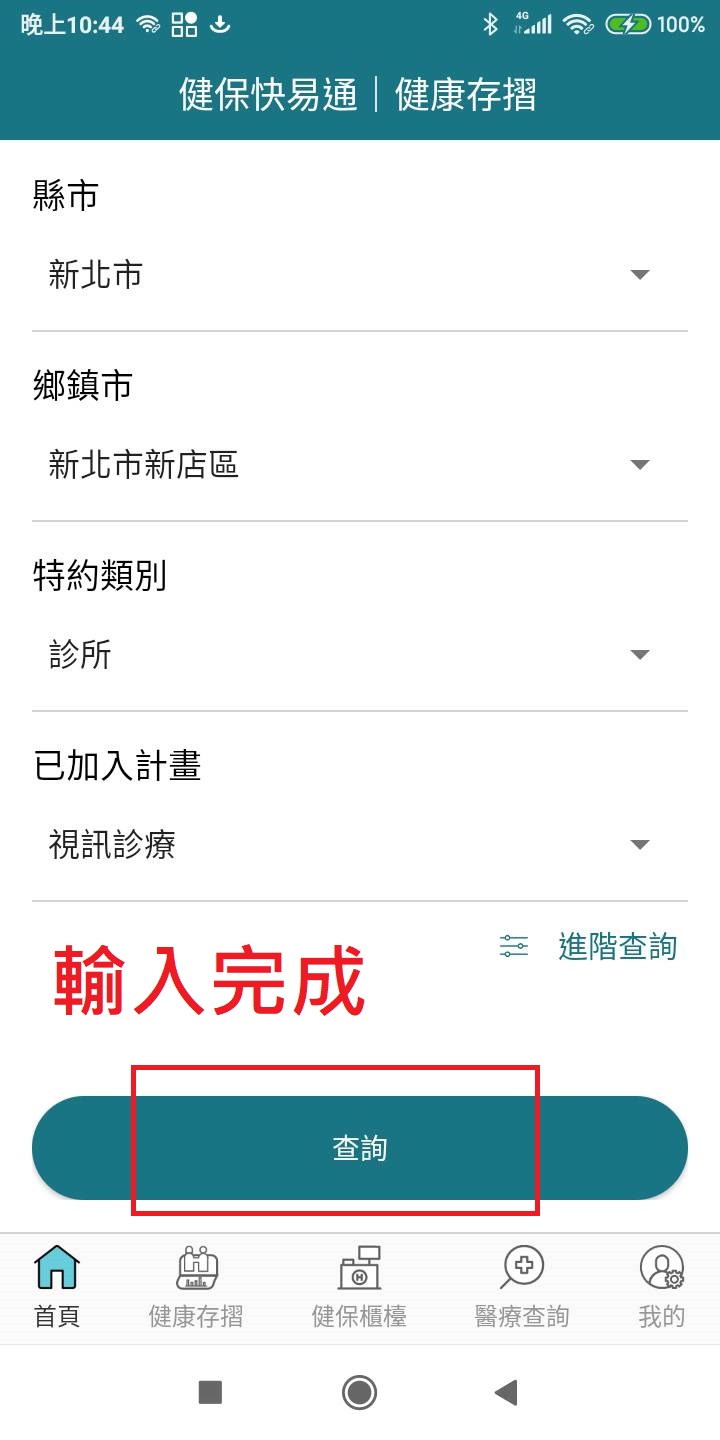 晚上10:44 4G 100%
健保快易通｜健康存摺
縣市
新北市
鄉鎮市
新北市新店區
特約類別
診所
已加入計畫
視訊診療
進階查詢
輸入完成
查詢
首頁 健康存摺 健保櫃檯 醫療查詢 我的